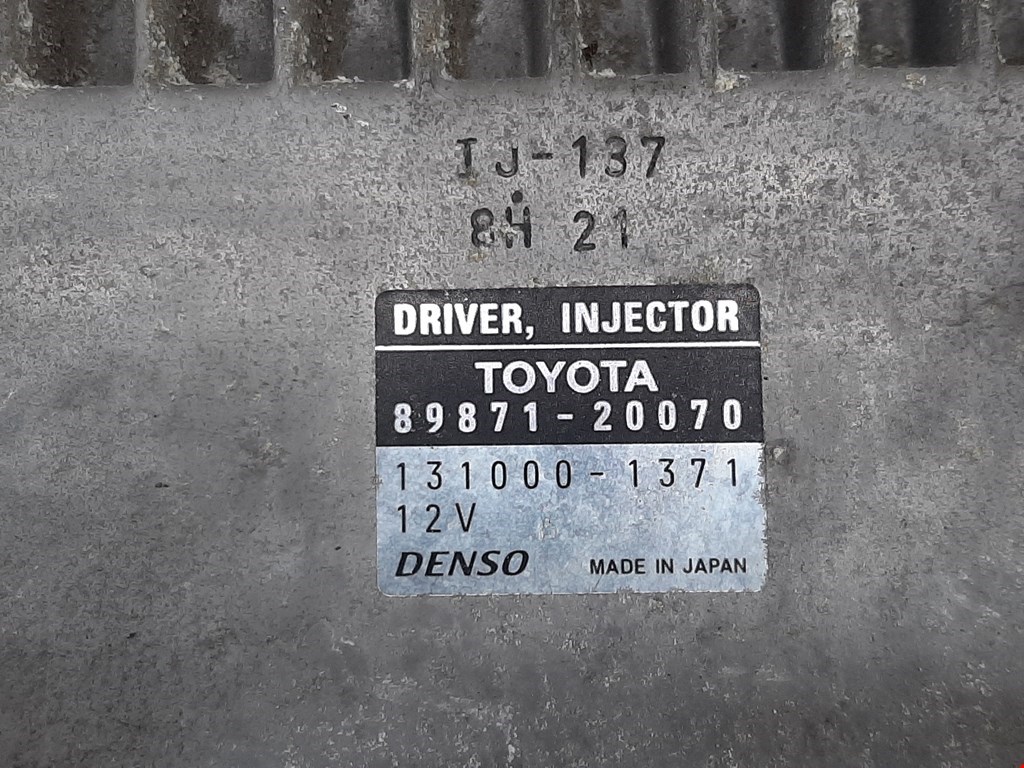 IJ-137
8H 21
DRIVER, INJECTOR
TOYOTA
89871-20070
131000-1371
12V
DENSO MADE IN JAPAN